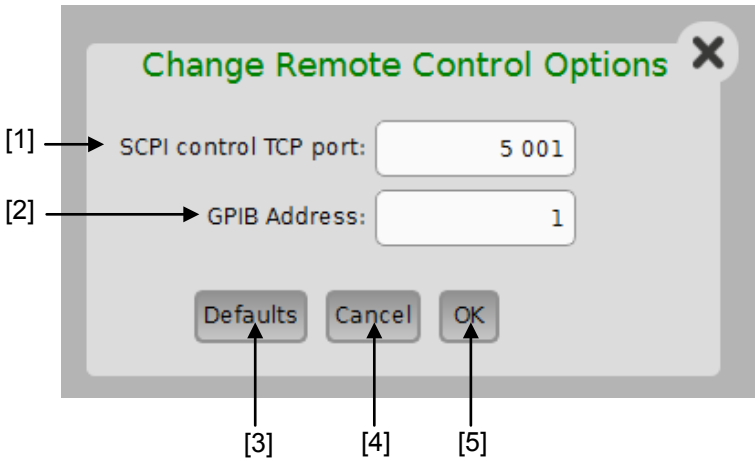 Change Remote Control Options
[1] SCPI control TCP port: 5 001
[2] GPIB Address: 1
Defaults Cancel OK
[3] [4] [5]